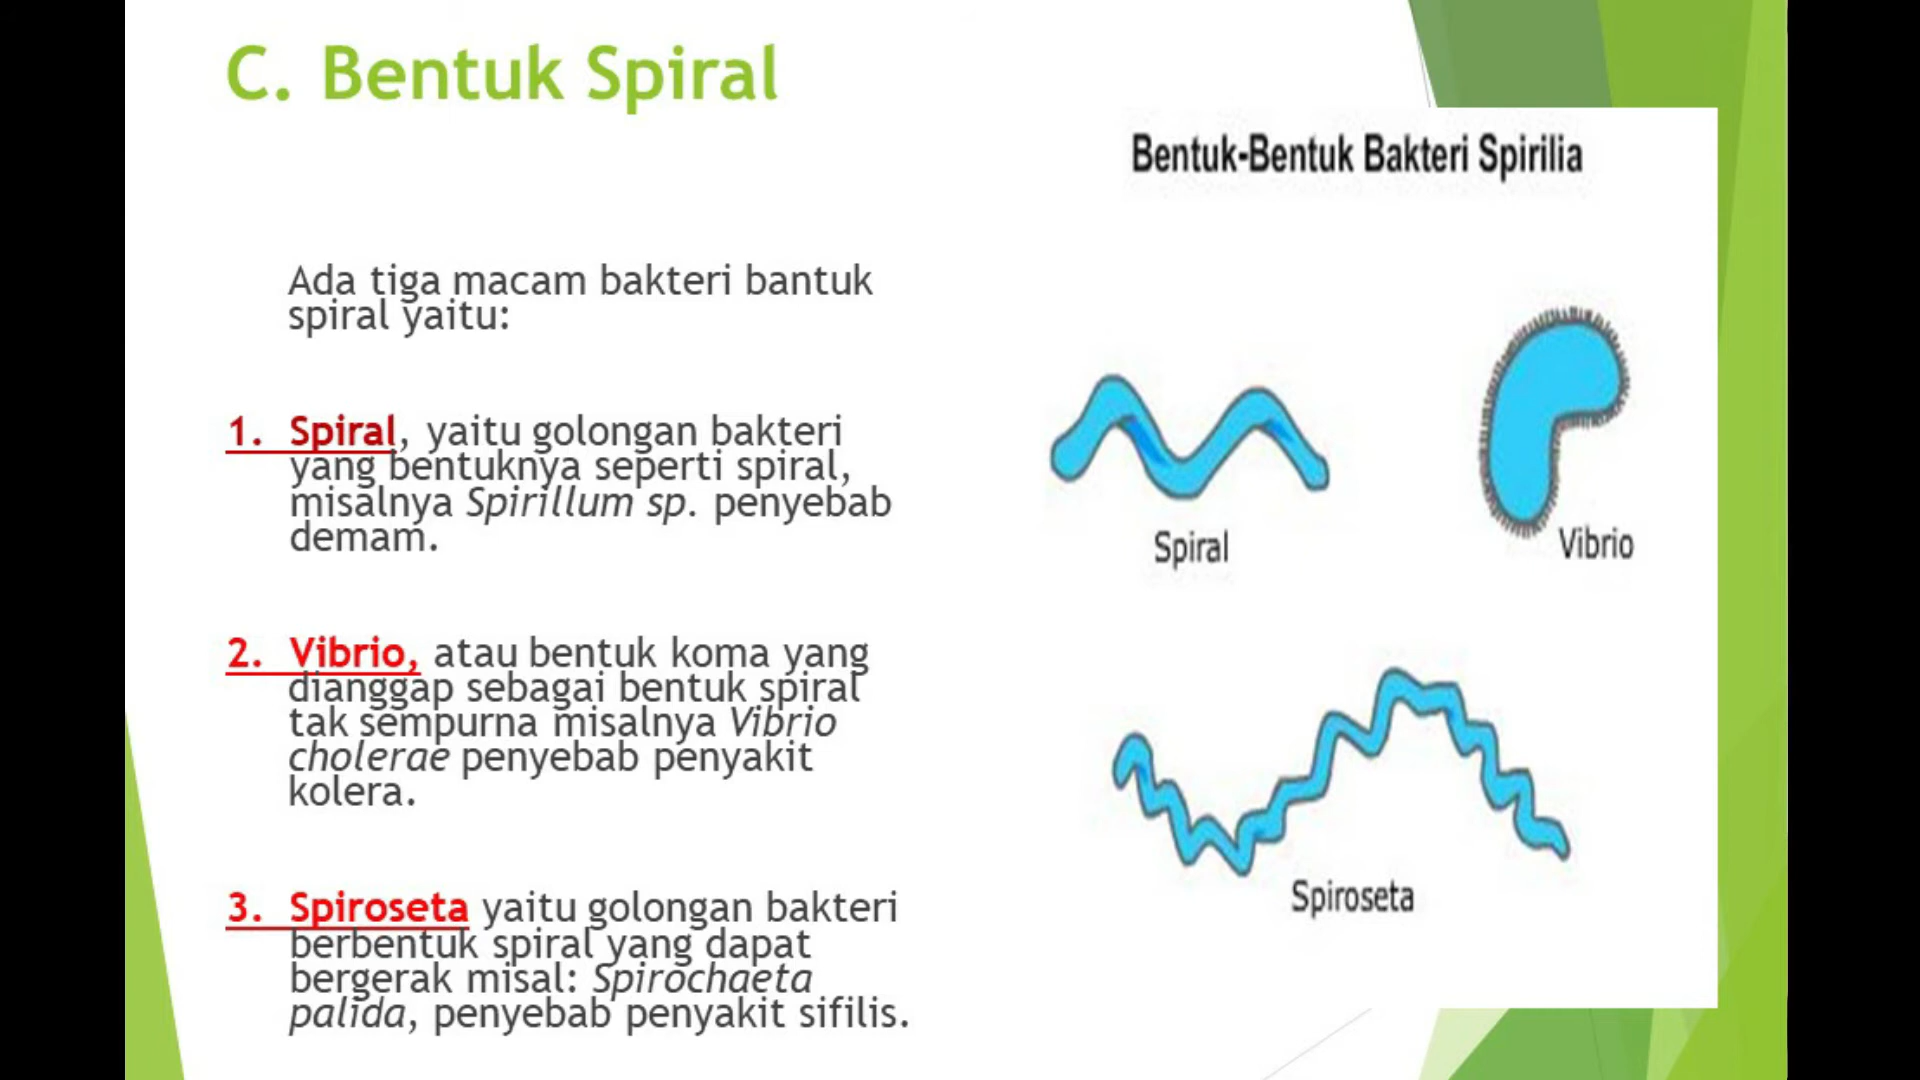 C. Bentuk Spiral
Ada tiga macam bakteri bantuk
spiral yaitu:
1. Spiral, yaitu golongan bakteri
yang bentuknya seperti spiral,
misalnya Spirillum sp. penyebab
demam.
2. Vibrio, atau bentuk koma yang
dianggap sebagai bentuk spiral
tak sempurna misalnya Vibrio
cholerae penyebab penyakit
kolera.
3. Spiroseta yaitu golongan bakteri
berbentuk spiral yang dapat
bergerak misal: Spirochaeta
palida, penyebab penyakit sifilis.
Bentuk-Bentuk Bakteri Spirilia
Spiral
Vibrio
Spiroseta